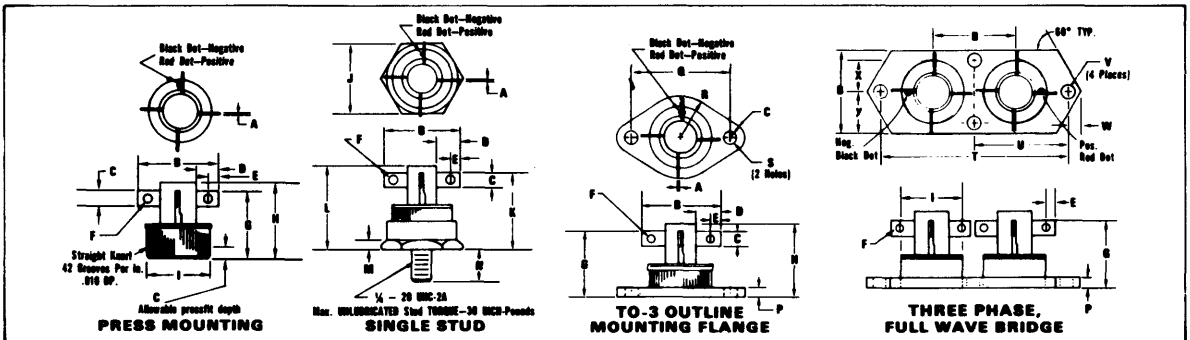 Black Dot—Negative
Red Dot—Positive
A
C
B
D
E
F
G
H
Straight Knurl
42 Grooves Per In.
.016 DP.
I
C
Allowable pressfit depth
PRESS MOUNTING
Black Dot—Negative
Red Dot—Positive
J
A
B
D
F
E
C
L
K
M
N
¼ – 20 UNC-2A
Max. UNLUBRICATED Stud TORQUE—30 INCH-Pounds
SINGLE STUD
Black Dot—Negative
Red Dot—Positive
Q
R
C
S
(2 Holes)
A
B
D
F
E
C
G
H
P
TO-3 OUTLINE
MOUNTING FLANGE
B
60° TYP.
V
(4 Places)
X
B
Y
W
Neg.
Black Dot
U
T
Pos.
Red Dot
I
E
F
G
P
THREE PHASE,
FULL WAVE BRIDGE